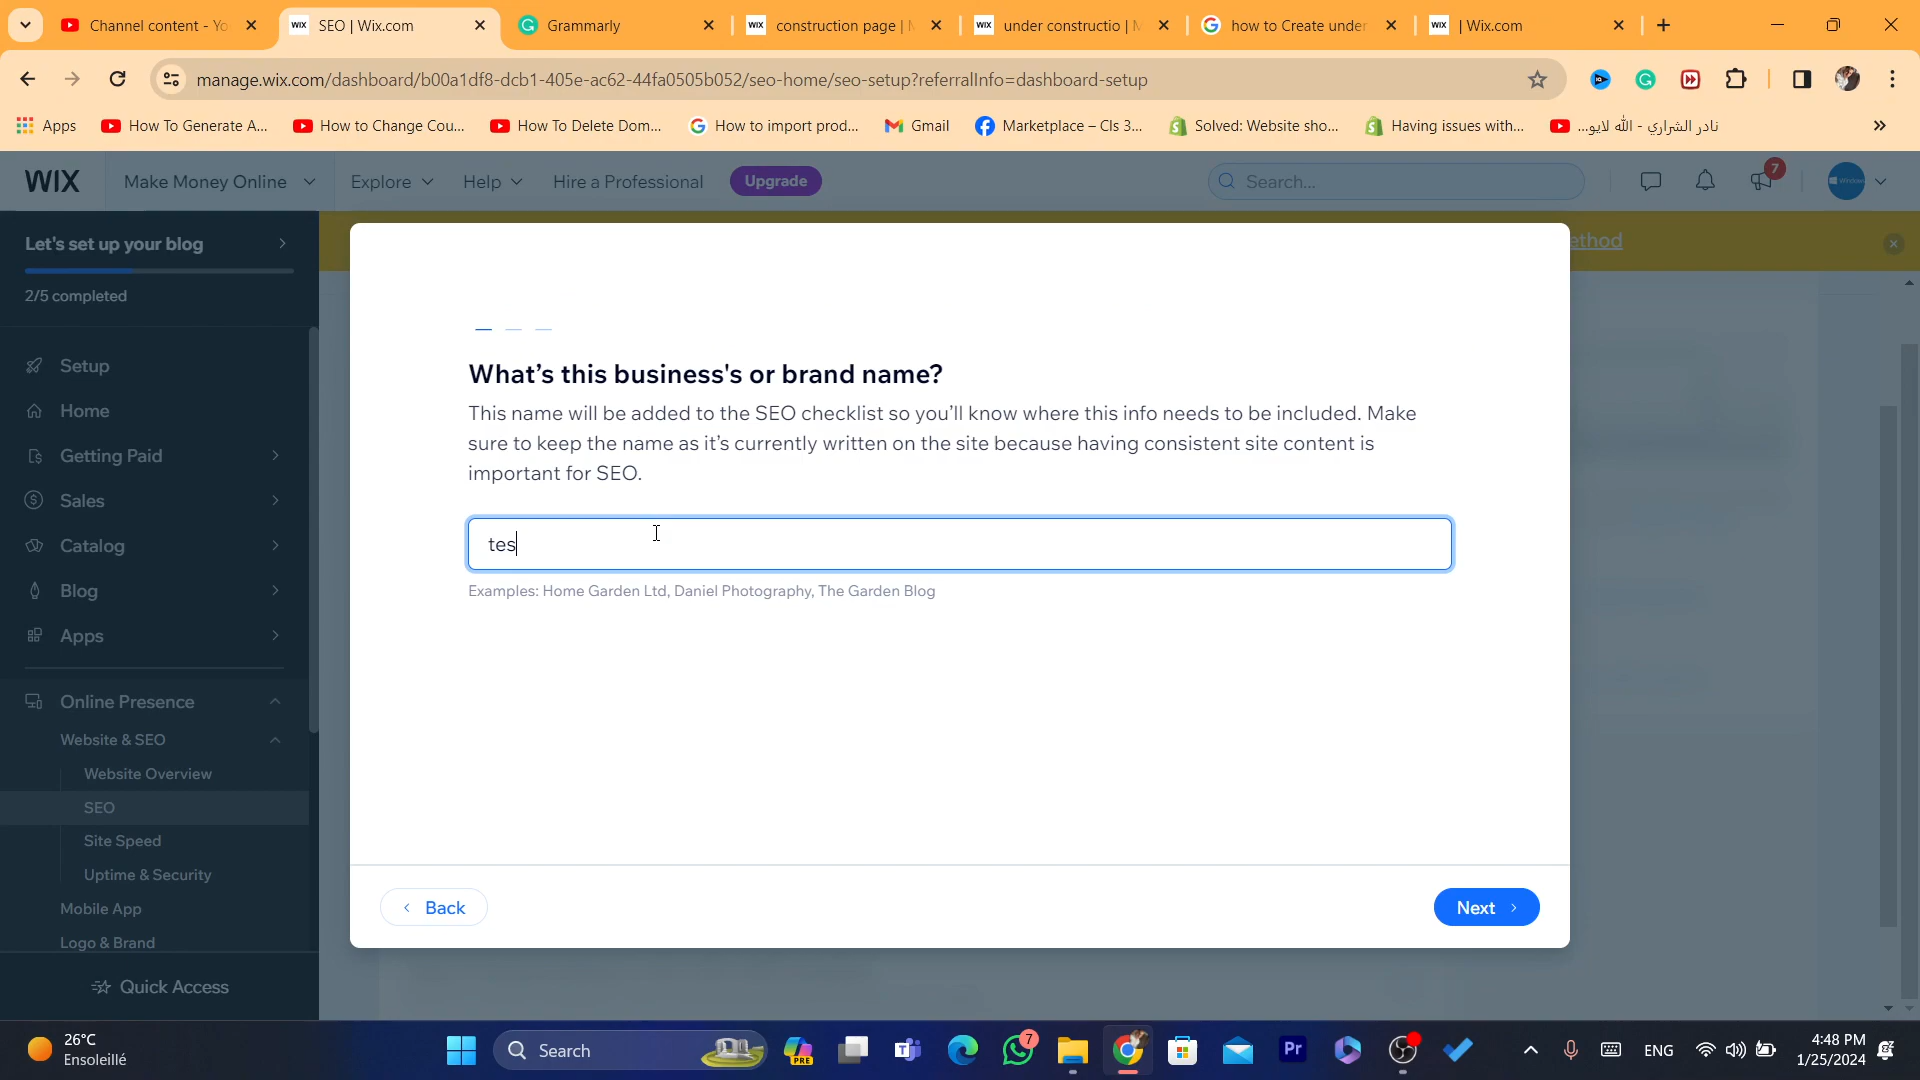 Channel content - Yo
SEO | Wix.com
Grammarly
construction page | M
under constructio | M
how to Create under
| Wix.com
manage.wix.com/dashboard/b00a1df8-dcb1-405e-ac62-44fa0505b052/seo-home/seo-setup?referralInfo=dashboard-setup
Apps
How To Generate A...
How to Change Cou...
How To Delete Dom...
How to import prod...
Gmail
Marketplace – Cls 3...
Solved: Website sho...
Having issues with...
نادر الشراري - الله لايو...
WIX
Make Money Online
Explore
Help
Hire a Professional
Upgrade
Search...
7
Let's set up your blog
2/5 completed
ethod
Setup
Home
Getting Paid
Sales
Catalog
Blog
Apps
Online Presence
Website & SEO
Website Overview
SEO
Site Speed
Uptime & Security
Mobile App
Logo & Brand
Quick Access
What's this business's or brand name?
This name will be added to the SEO checklist so you'll know where this info needs to be included. Make
sure to keep the name as it's currently written on the site because having consistent site content is
important for SEO.
tes
Examples: Home Garden Ltd, Daniel Photography, The Garden Blog
Back
Next
26°C
Ensoleillé
Search
PRE
7
Pr
ENG
4:48 PM
1/25/2024